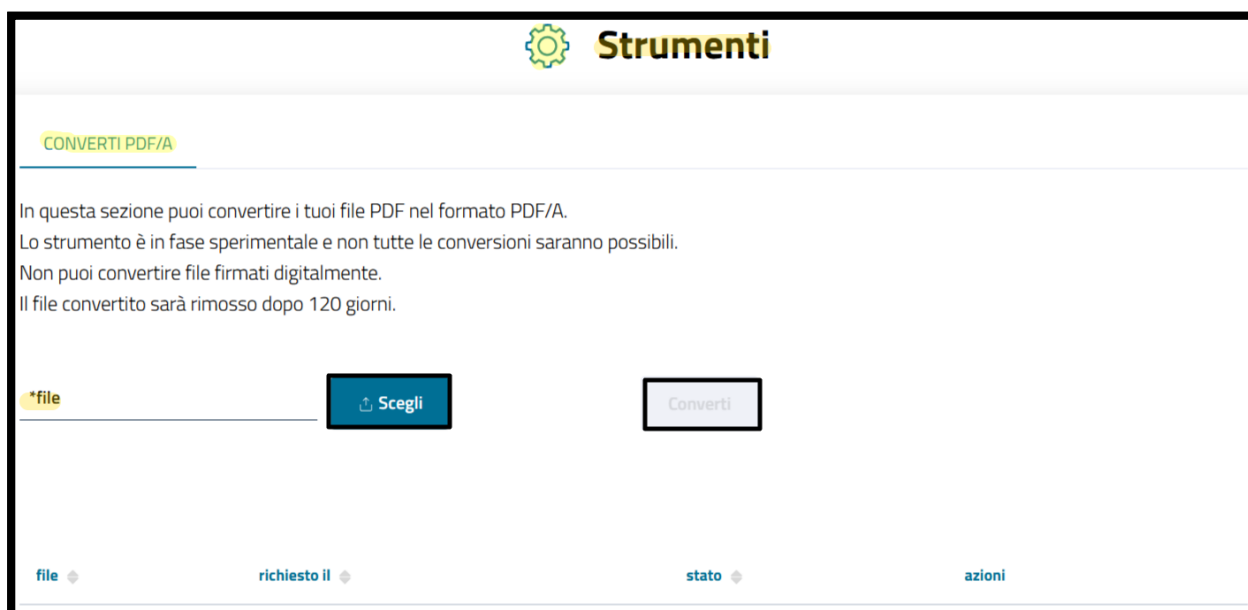 Strumenti
CONVERTI PDF/A
In questa sezione puoi convertire i tuoi file PDF nel formato PDF/A.
Lo strumento è in fase sperimentale e non tutte le conversioni saranno possibili.
Non puoi convertire file firmati digitalmente.
Il file convertito sarà rimosso dopo 120 giorni.
*file Scegli Converti
file richiesto il stato azioni